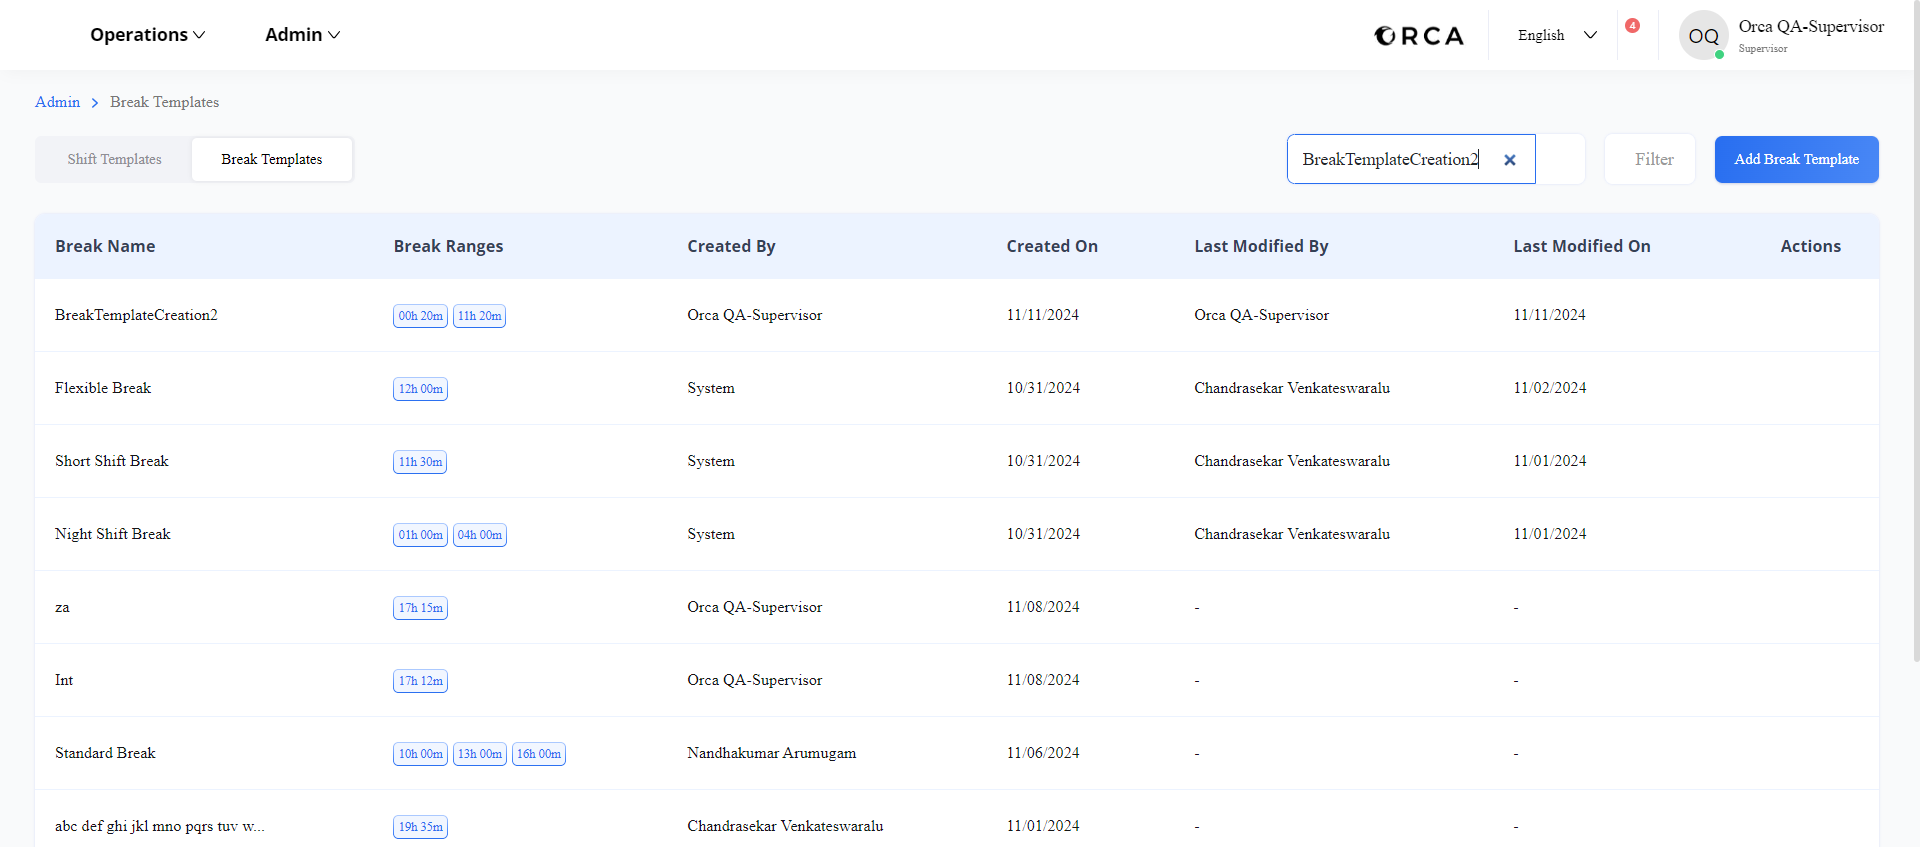 Operations Admin ORCA English 4 OQ Orca QA-Supervisor
Supervisor
Admin > Break Templates
Shift Templates Break Templates BreakTemplateCreation2 Filter Add Break Template
Break Name Break Ranges Created By Created On Last Modified By Last Modified On Actions
BreakTemplateCreation2 00h 20m 11h 20m Orca QA-Supervisor 11/11/2024 Orca QA-Supervisor 11/11/2024
Flexible Break 12h 00m System 10/31/2024 Chandrasekar Venkateswaralu 11/02/2024
Short Shift Break 11h 30m System 10/31/2024 Chandrasekar Venkateswaralu 11/01/2024
Night Shift Break 01h 00m 04h 00m System 10/31/2024 Chandrasekar Venkateswaralu 11/01/2024
za 17h 15m Orca QA-Supervisor 11/08/2024 - -
Int 17h 12m Orca QA-Supervisor 11/08/2024 - -
Standard Break 10h 00m 13h 00m 16h 00m Nandhakumar Arumugam 11/06/2024 - -
abc def ghi jkl mno pqrs tuv w... 19h 35m Chandrasekar Venkateswaralu 11/01/2024 - -